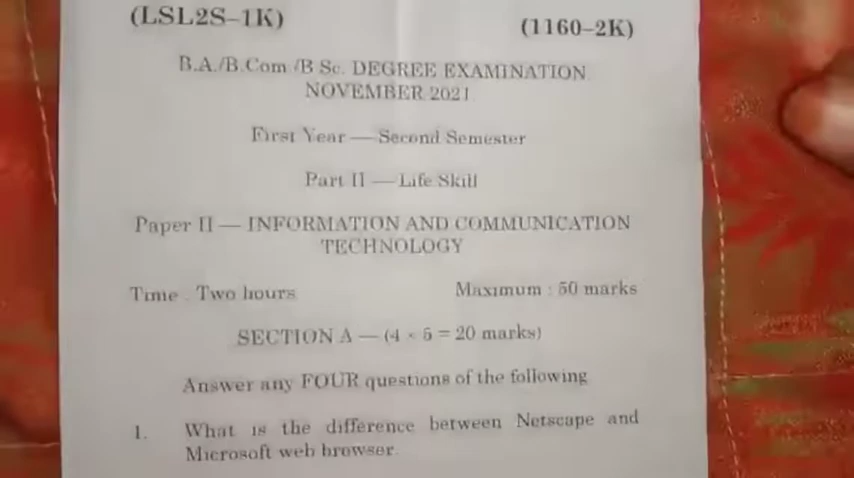 (LSL2S–1K)
(1160–2K)
B.A./B.Com./B Sc. DEGREE EXAMINATION
NOVEMBER 2021
First Year — Second Semester
Part II — Life Skill
Paper II — INFORMATION AND COMMUNICATION
TECHNOLOGY
Time : Two hours
Maximum : 50 marks
SECTION A — (4 × 5 = 20 marks)
Answer any FOUR questions of the following
1. What is the difference between Netscape and
Microsoft web browser.